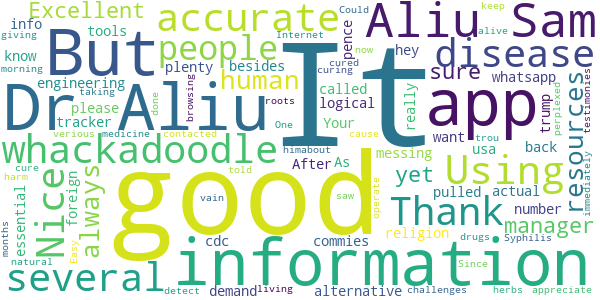 Excellent accurate Aliu Sam
info people disease
giving Could Internet keep
But tools pence hey now cured alive
know plenty sure whatsapp
morning engineering besides human browsing curing
taking please called logical really trump perplexed testimonies
Dr Aliu It app resources
tracker Your roots done One
whackadoodle want usa back
verious medicine contacted cause himabout trou
After As messing
Nice always good yet Using
foreign told saw operate pulled actual immediately
essential cure vain Thank number
harm cdc religion manager
months Easy commies Since drugs Syphilis
several information
natural detect demand living alternative challenges herbs appreciate